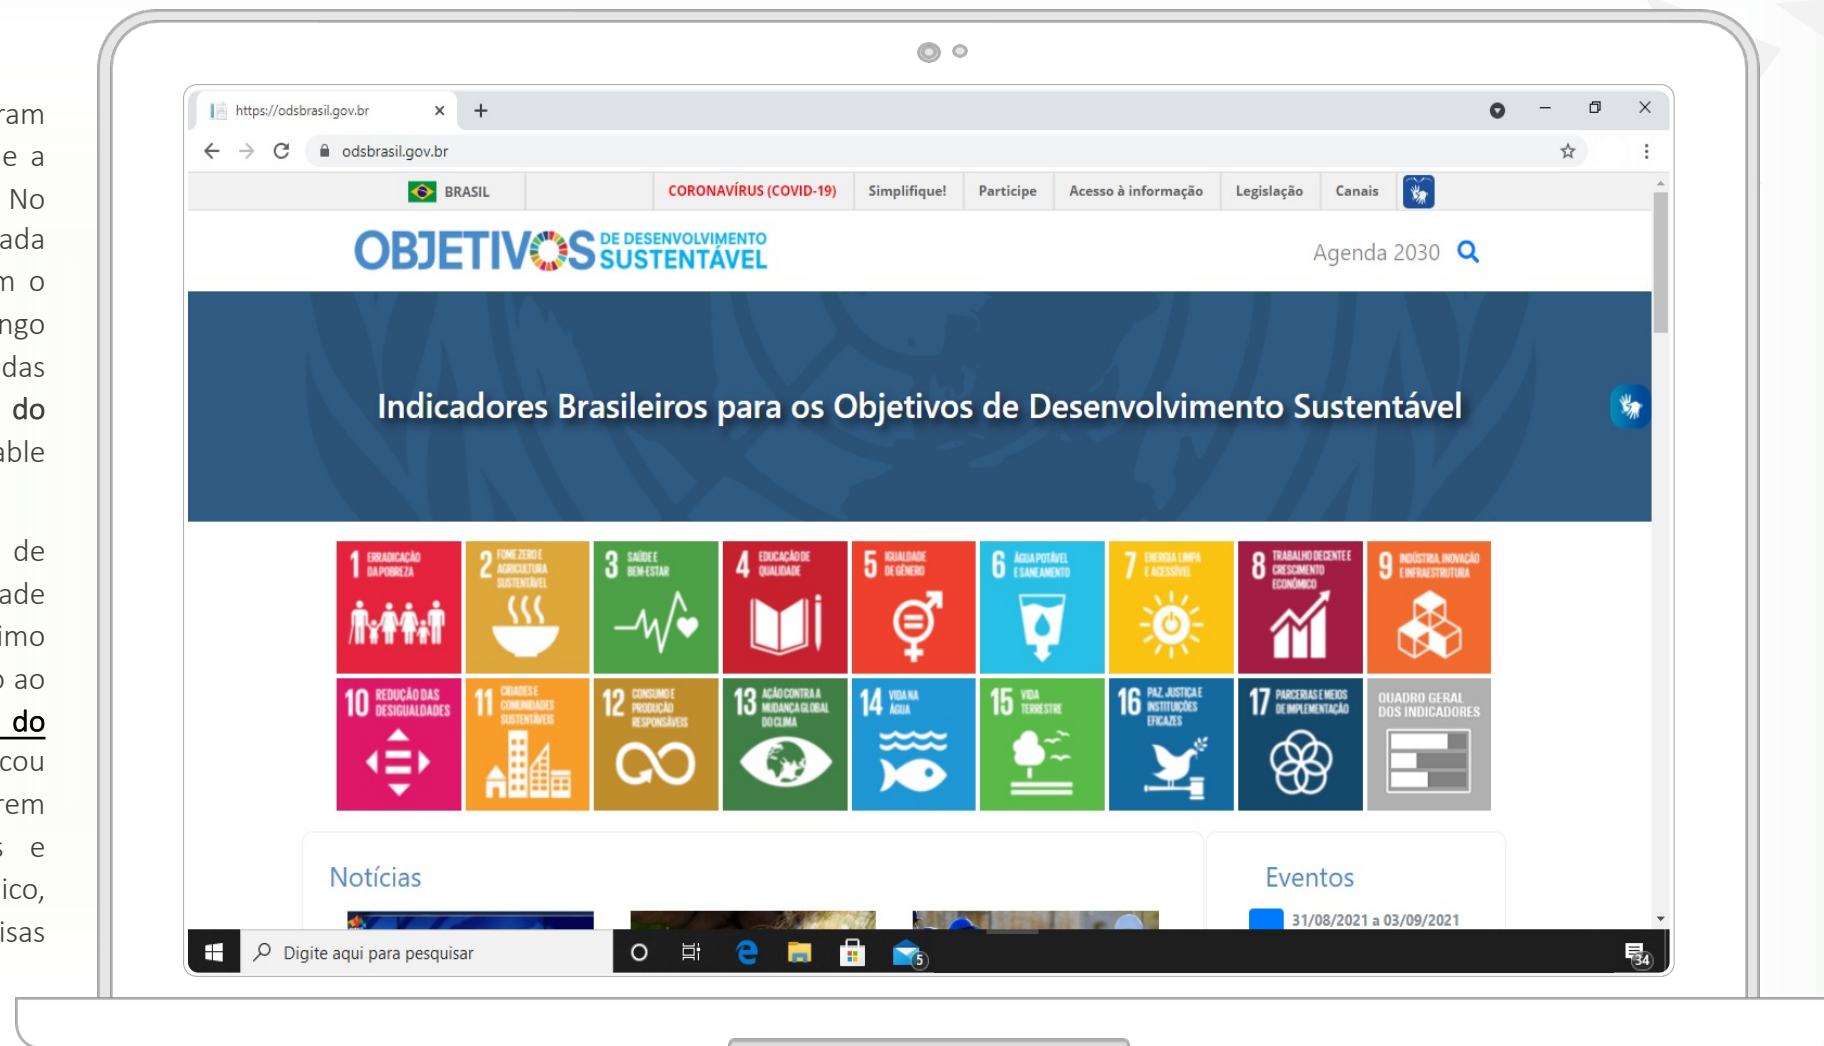 ram
e a
No
ada
m o
ngo
das
do
able
de
ade
imo
o ao
do
cou
rem
s e
ico,
isas
https://odsbrasil.gov.br
odsbrasil.gov.br
BRASIL CORONAVÍRUS (COVID-19) Simplifique! Participe Acesso à informação Legislação Canais
OBJETIVOS DE DESENVOLVIMENTO
SUSTENTÁVEL
Agenda 2030
Indicadores Brasileiros para os Objetivos de Desenvolvimento Sustentável
1 ERRADICAÇÃO
DA POBREZA
2 FOME ZERO E
AGRICULTURA
SUSTENTÁVEL
3 SAÚDE E
BEM-ESTAR
4 EDUCAÇÃO DE
QUALIDADE
5 IGUALDADE
DE GÊNERO
6 ÁGUA POTÁVEL
E SANEAMENTO
7 ENERGIA LIMPA
E ACESSÍVEL
8 TRABALHO DECENTE E
CRESCIMENTO
ECONÔMICO
9 INDÚSTRIA, INOVAÇÃO
E INFRAESTRUTURA
10 REDUÇÃO DAS
DESIGUALDADES
11 CIDADES E
COMUNIDADES
SUSTENTÁVEIS
12 CONSUMO E
PRODUÇÃO
RESPONSÁVEIS
13 AÇÃO CONTRA A
MUDANÇA GLOBAL
DO CLIMA
14 VIDA NA
ÁGUA
15 VIDA
TERRESTRE
16 PAZ, JUSTIÇA E
INSTITUIÇÕES
EFICAZES
17 PARCERIAS E MEIOS
DE IMPLEMENTAÇÃO
QUADRO GERAL
DOS INDICADORES
Notícias
Eventos
31/08/2021 a 03/09/2021
Digite aqui para pesquisar
5
34